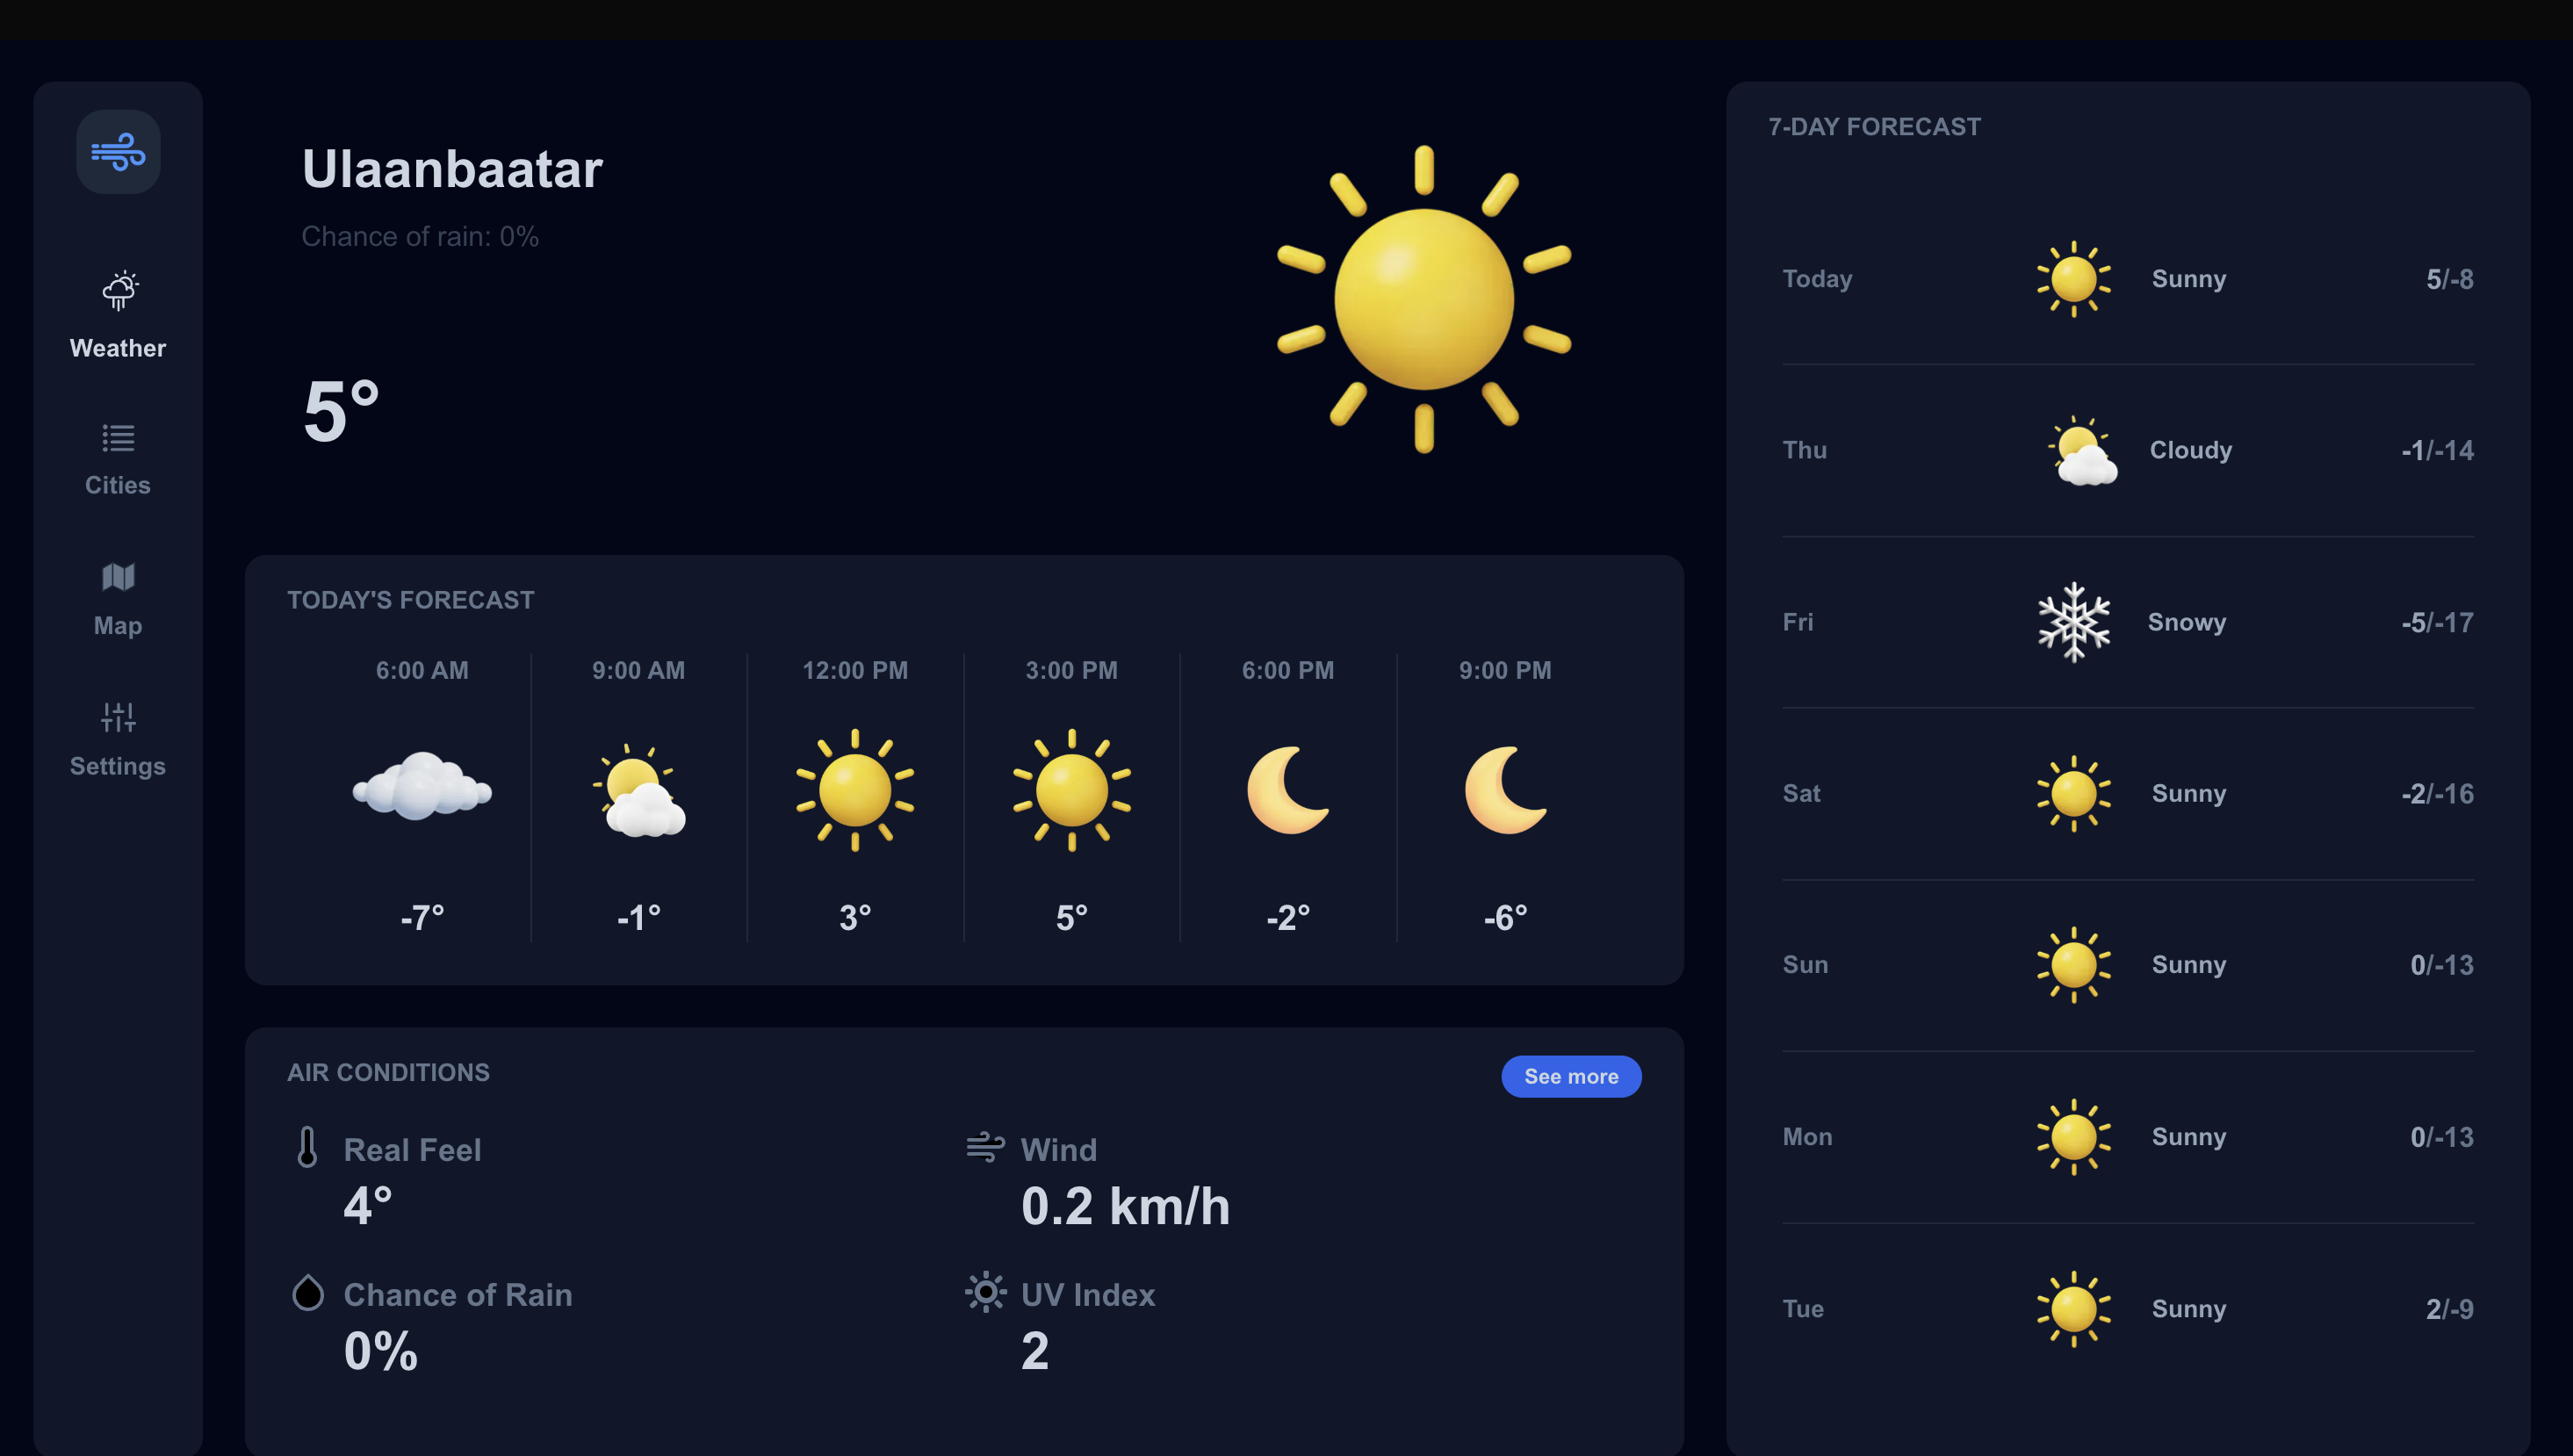 Weather
Cities
Map
Settings
Ulaanbaatar
Chance of rain: 0%
5°
TODAY'S FORECAST
6:00 AM 9:00 AM 12:00 PM 3:00 PM 6:00 PM 9:00 PM
-7° -1° 3° 5° -2° -6°
AIR CONDITIONS
See more
Real Feel
4°
Wind
0.2 km/h
Chance of Rain
0%
UV Index
2
7-DAY FORECAST
Today Sunny 5/-8
Thu Cloudy -1/-14
Fri Snowy -5/-17
Sat Sunny -2/-16
Sun Sunny 0/-13
Mon Sunny 0/-13
Tue Sunny 2/-9